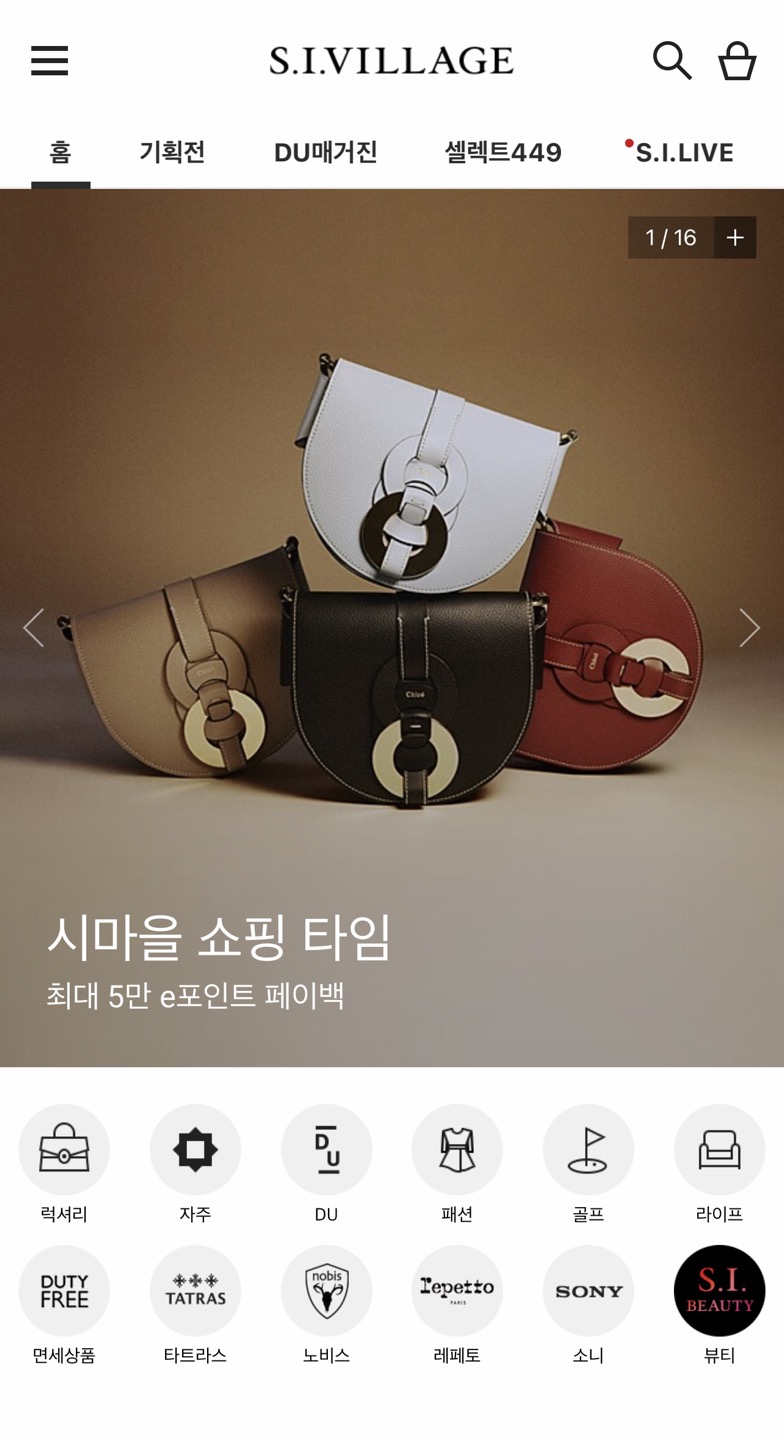 S.I.VILLAGE
홈 기획전 DU매거진 셀렉트449 S.I.LIVE
1 / 16 +
Chloé
Chloé
시마을 쇼핑 타임
최대 5만 e포인트 페이백
DU
럭셔리 자주 DU 패션 골프 라이프
DUTY FREE
TATRAS
nobis
repetto
PARIS
SONY
S.I. BEAUTY
면세상품 타트라스 노비스 레페토 소니 뷰티